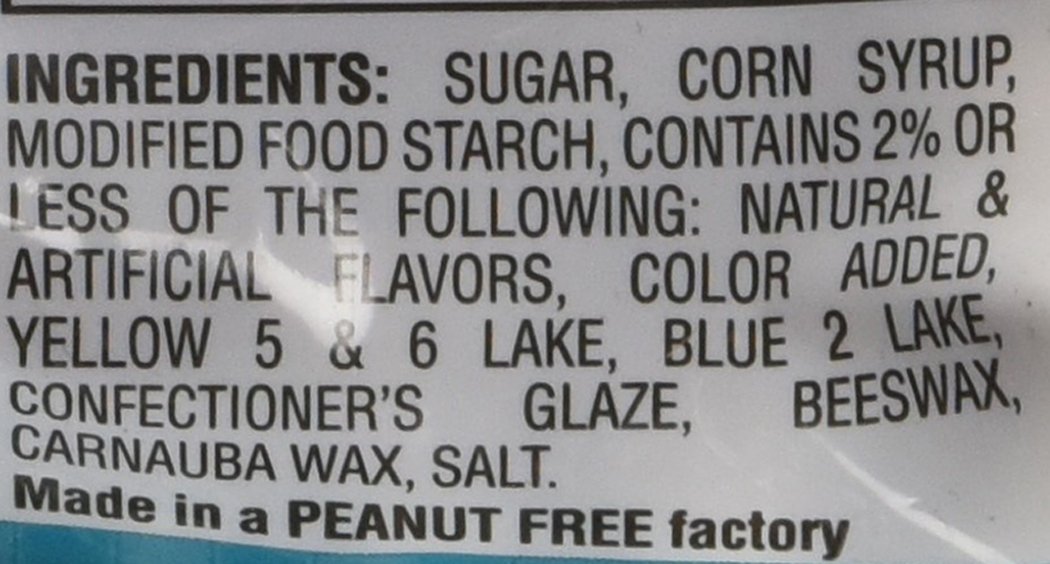 INGREDIENTS: SUGAR, CORN SYRUP,
MODIFIED FOOD STARCH, CONTAINS 2% OR
LESS OF THE FOLLOWING: NATURAL &
ARTIFICIAL FLAVORS, COLOR ADDED,
YELLOW 5 & 6 LAKE, BLUE 2 LAKE,
CONFECTIONER'S GLAZE, BEESWAX,
CARNAUBA WAX, SALT.
Made in a PEANUT FREE factory